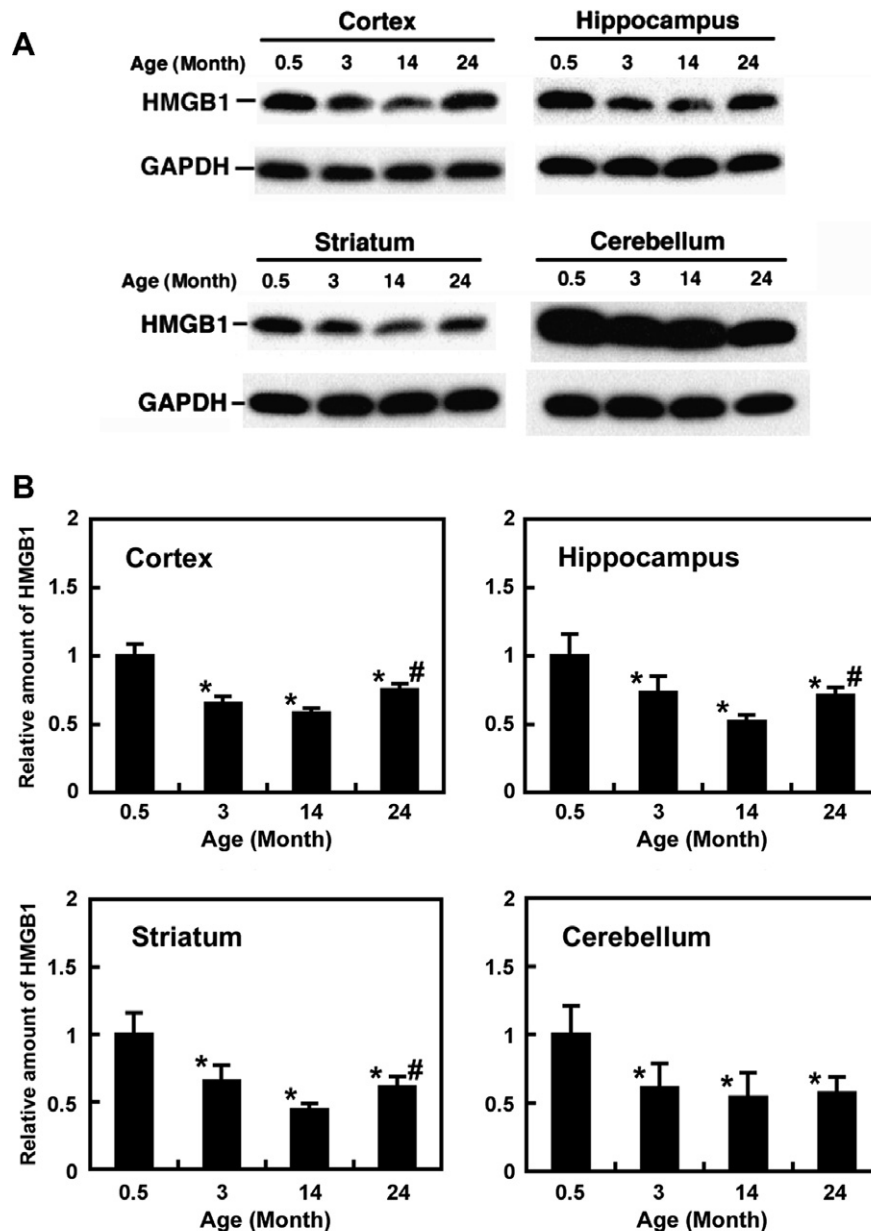 A
Cortex
Hippocampus
Age (Month) 0.5 3 14 24
0.5 3 14 24
HMGB1
GAPDH
Striatum
Cerebellum
Age (Month) 0.5 3 14 24
0.5 3 14 24
HMGB1
GAPDH
B
Relative amount of HMGB1
2
1.5
1
0.5
0
Cortex
*
*
* #
0.5 3 14 24
Age (Month)
2
1.5
1
0.5
0
Hippocampus
*
*
* #
0.5 3 14 24
Age (Month)
Relative amount of HMGB1
2
1.5
1
0.5
0
Striatum
*
*
* #
0.5 3 14 24
Age (Month)
2
1.5
1
0.5
0
Cerebellum
*
*
*
0.5 3 14 24
Age (Month)